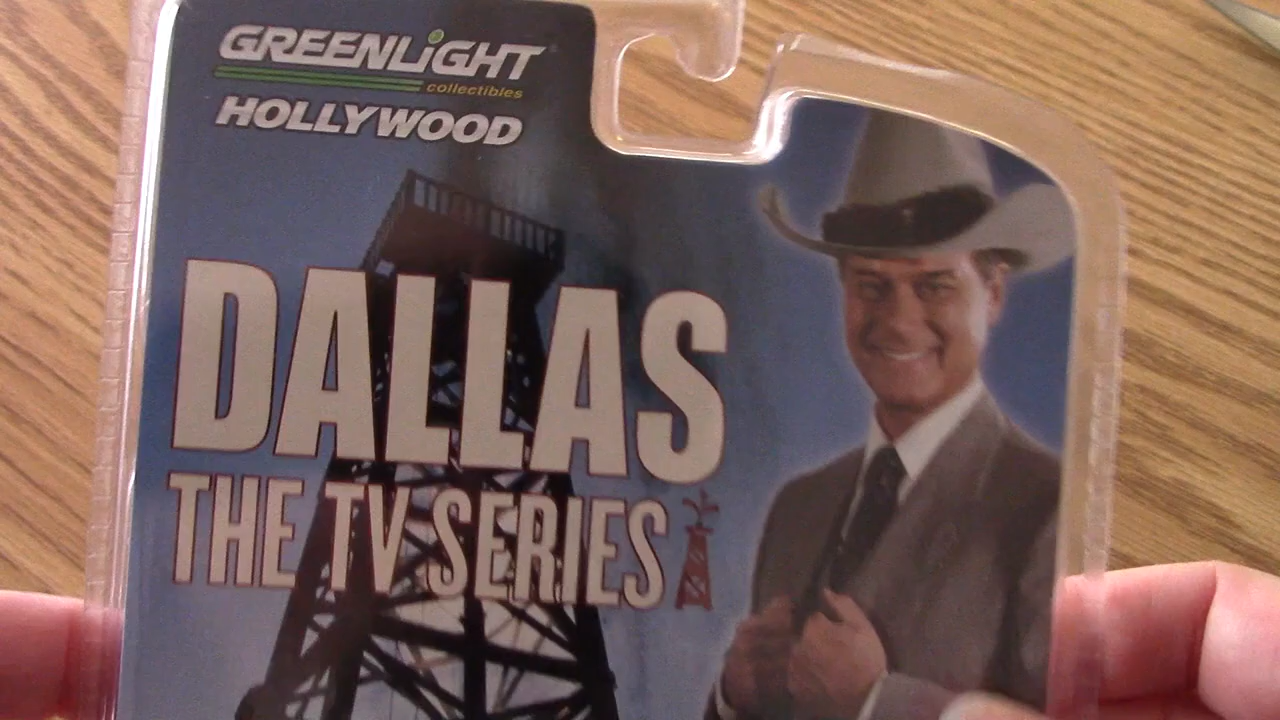 GREENLiGHT
collectibles
HOLLYWOOD
DALLAS
THE TV SERIES